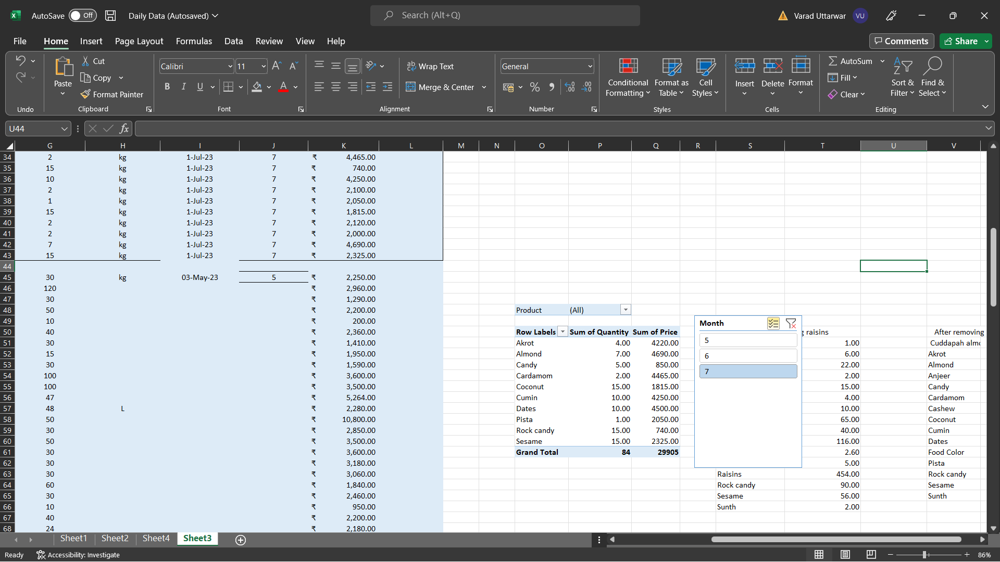 AutoSave Off Daily Data (Autosaved) Search (Alt+Q) Varad Uttarwar VU
File Home Insert Page Layout Formulas Data Review View Help Comments Share
Cut
Copy
Format Painter
Paste
Clipboard
Undo
Calibri 11
B I U A
Font
Wrap Text
Merge & Center
Alignment
General
Number
Conditional Formatting
Format as Table
Cell Styles
Styles
Insert Delete Format
Cells
AutoSum
Fill
Clear
Sort & Filter
Find & Select
Editing
U44 fx
G H I J K L M N O P Q R S T U V
34 2 kg 1-Jul-23 7 ₹ 4,465.00
35 15 kg 1-Jul-23 7 ₹ 740.00
36 10 kg 1-Jul-23 7 ₹ 4,250.00
37 2 kg 1-Jul-23 7 ₹ 2,100.00
38 1 kg 1-Jul-23 7 ₹ 2,050.00
39 15 kg 1-Jul-23 7 ₹ 1,815.00
40 2 kg 1-Jul-23 7 ₹ 2,120.00
41 2 kg 1-Jul-23 7 ₹ 2,000.00
42 7 kg 1-Jul-23 7 ₹ 4,690.00
43 15 kg 1-Jul-23 7 ₹ 2,325.00
44
45 30 kg 03-May-23 5 ₹ 2,250.00
46 120 ₹ 2,960.00
47 30 ₹ 1,290.00
48 50 ₹ 2,200.00 Product (All)
49 10 ₹ 200.00 Month
50 40 ₹ 2,360.00 Row Labels Sum of Quantity Sum of Price raisins After removing
51 30 ₹ 1,410.00 Akrot 4.00 4220.00 5 1.00 Cuddapah almo
52 15 ₹ 1,950.00 Almond 7.00 4690.00 6 6.00 Akrot
53 30 ₹ 1,590.00 Candy 5.00 850.00 22.00 Almond
54 100 ₹ 3,600.00 Cardamom 2.00 4465.00 7 2.00 Anjeer
55 100 ₹ 3,500.00 Coconut 15.00 1815.00 15.00 Candy
56 47 ₹ 5,264.00 Cumin 10.00 4250.00 4.00 Cardamom
57 48 L ₹ 2,280.00 Dates 10.00 4500.00 10.00 Cashew
58 50 ₹ 10,800.00 Pista 1.00 2050.00 65.00 Coconut
59 30 ₹ 2,850.00 Rock candy 15.00 740.00 40.00 Cumin
60 50 ₹ 3,500.00 Sesame 15.00 2325.00 116.00 Dates
61 30 ₹ 3,600.00 Grand Total 84 29905 2.60 Food Color
62 30 ₹ 3,180.00 5.00 Pista
63 30 ₹ 3,060.00 Raisins 454.00 Rock candy
64 60 ₹ 1,840.00 Rock candy 90.00 Sesame
65 30 ₹ 2,460.00 Sesame 56.00 Sunth
66 10 ₹ 950.00 Sunth 2.00
67 40 ₹ 2,200.00
68 24 ₹ 2,180.00
Sheet1 Sheet2 Sheet4 Sheet3
Ready Accessibility: Investigate 86%